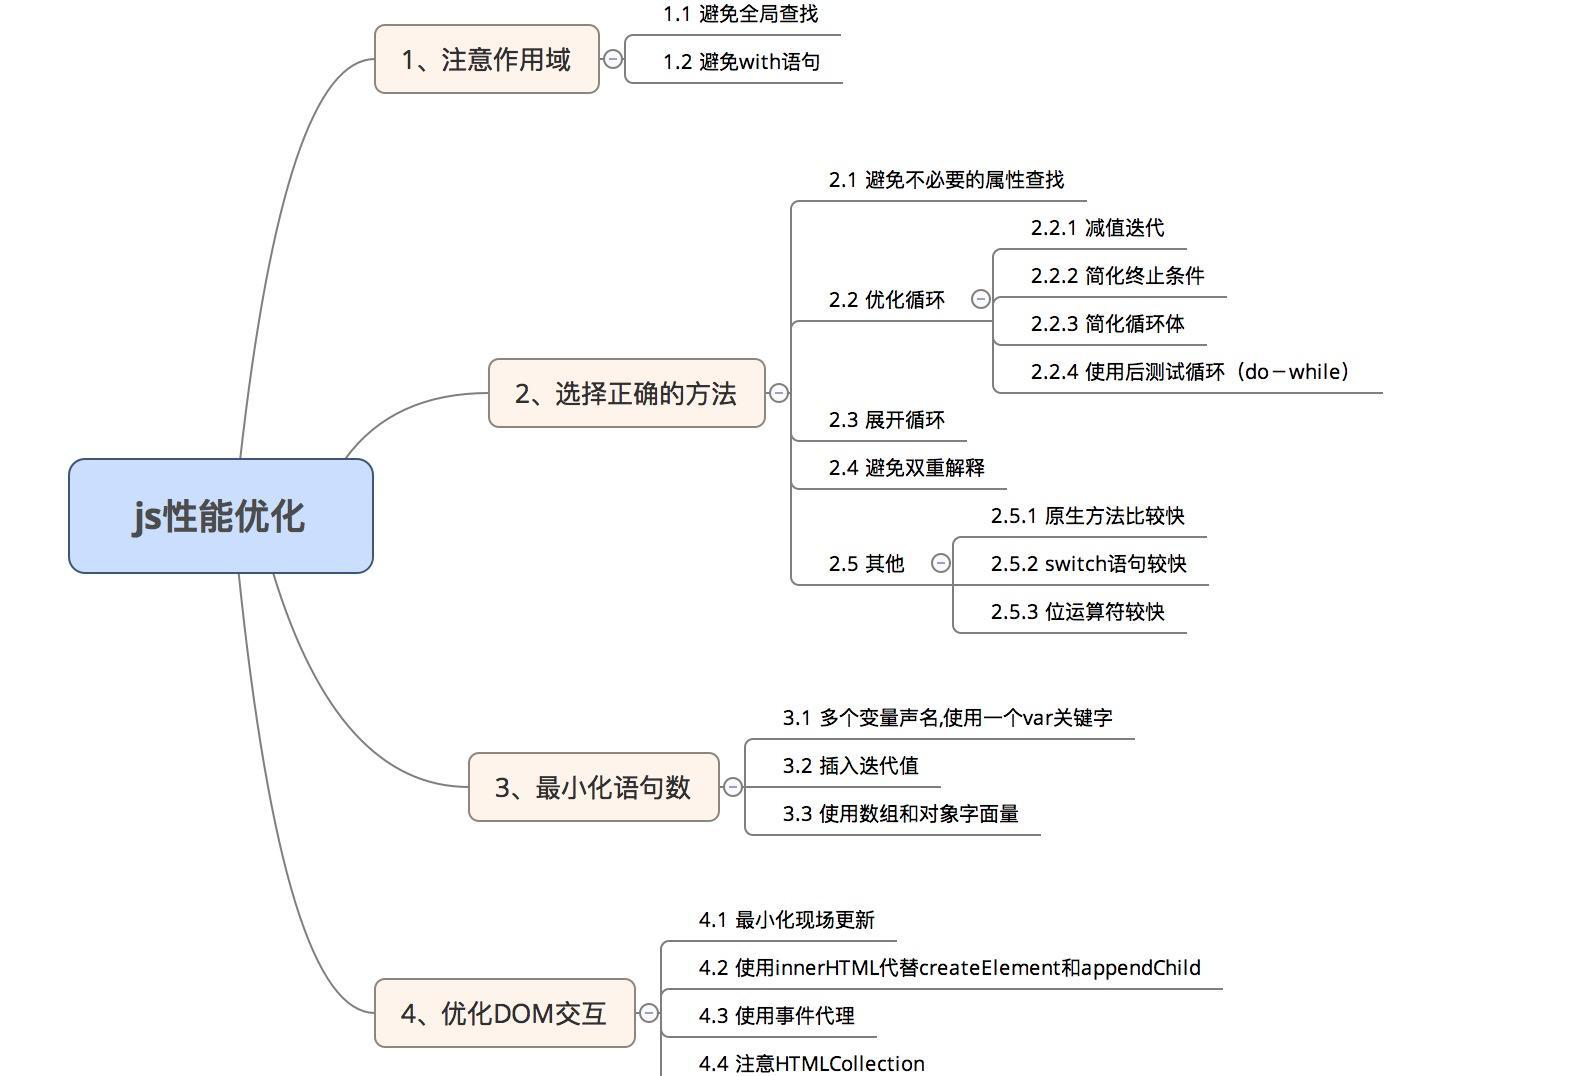 js性能优化
1、注意作用域
1.1 避免全局查找
1.2 避免with语句
2、选择正确的方法
2.1 避免不必要的属性查找
2.2 优化循环
2.2.1 减值迭代
2.2.2 简化终止条件
2.2.3 简化循环体
2.2.4 使用后测试循环（do－while）
2.3 展开循环
2.4 避免双重解释
2.5 其他
2.5.1 原生方法比较快
2.5.2 switch语句较快
2.5.3 位运算符较快
3、最小化语句数
3.1 多个变量声名,使用一个var关键字
3.2 插入迭代值
3.3 使用数组和对象字面量
4、优化DOM交互
4.1 最小化现场更新
4.2 使用innerHTML代替createElement和appendChild
4.3 使用事件代理
4.4 注意HTMLCollection